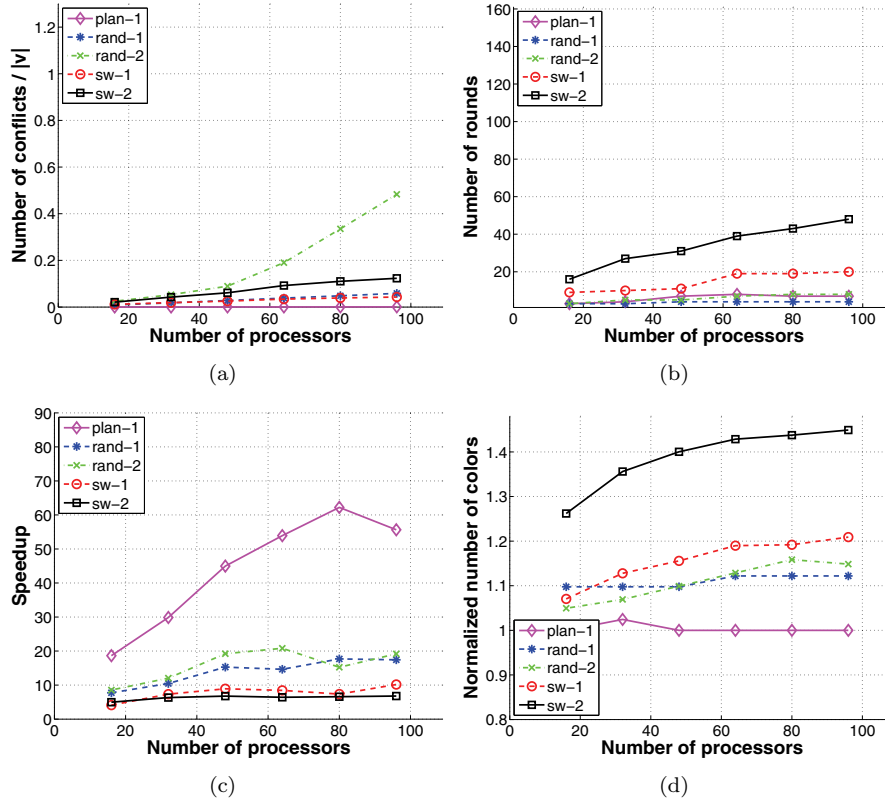 Number of conflicts / |v|
1.2
1
0.8
0.6
0.4
0.2
0
plan-1
rand-1
rand-2
sw-1
sw-2
0 20 40 60 80 100
Number of processors
(a)
Number of rounds
160
140
120
100
80
60
40
20
plan-1
rand-1
rand-2
sw-1
sw-2
0 20 40 60 80 100
Number of processors
(b)
Speedup
90
80
70
60
50
40
30
20
10
0
plan-1
rand-1
rand-2
sw-1
sw-2
0 20 40 60 80 100
Number of processors
(c)
Normalized number of colors
1.4
1.3
1.2
1.1
1
0.9
0.8
plan-1
rand-1
rand-2
sw-1
sw-2
0 20 40 60 80 100
Number of processors
(d)